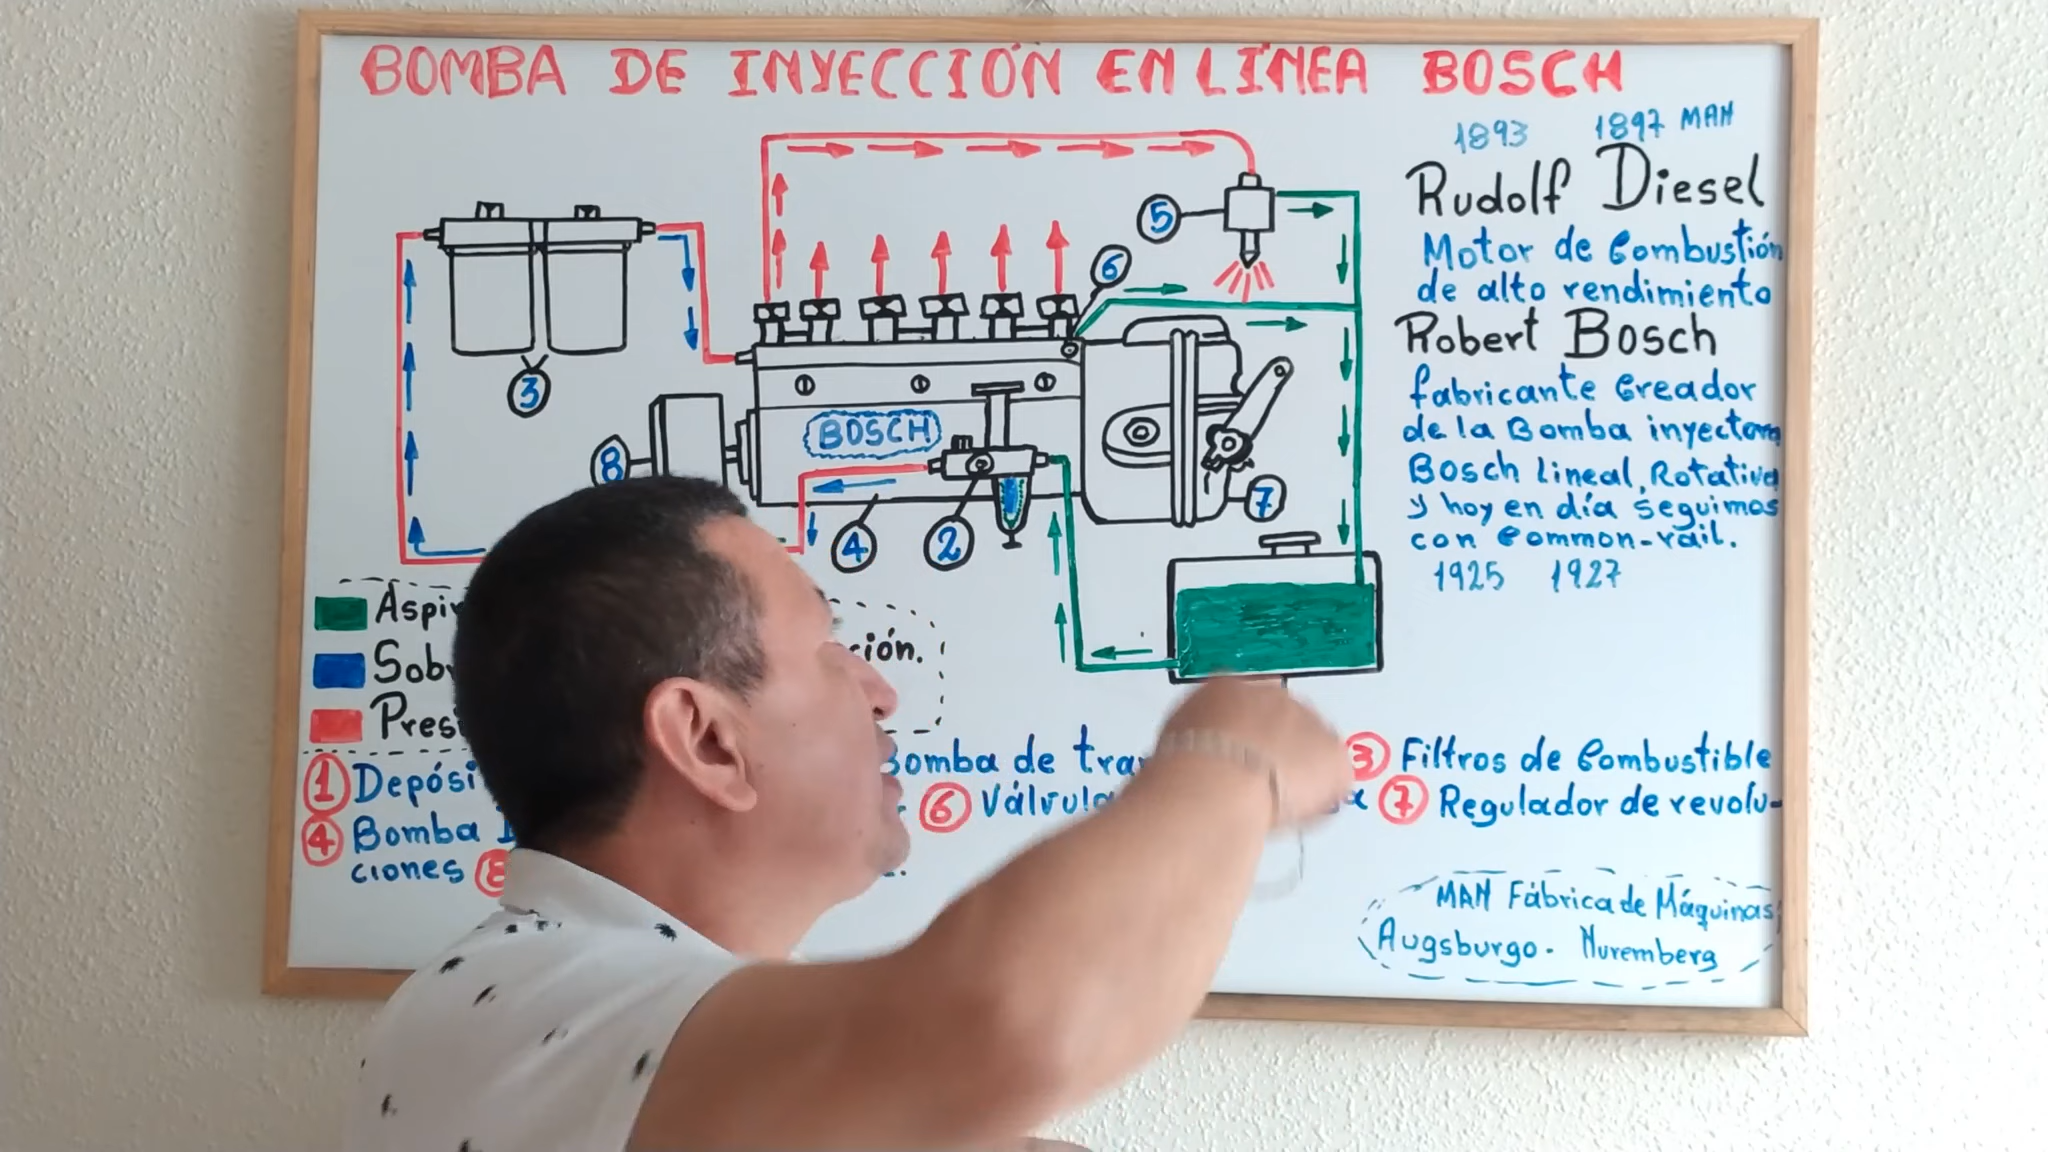 BOMBA DE INYECCIÓN EN LÍNEA BOSCH
1893 1897 MAN
Rudolf Diesel
Motor de Combustión
de alto rendimiento
Robert Bosch
fabricante Creador
de la Bomba inyectora
Bosch Lineal, Rotativa
y hoy en día seguimos
con Common-rail.
1925 1927
5
6
3
8
BOSCH
4
2
7
ción.
1
Bomba de
3 Filtros de Combustible
4 Bomba
6
7 Regulador de revolu-
ciones 8
MAN Fábrica de Máquinas
Augsburgo - Nuremberg